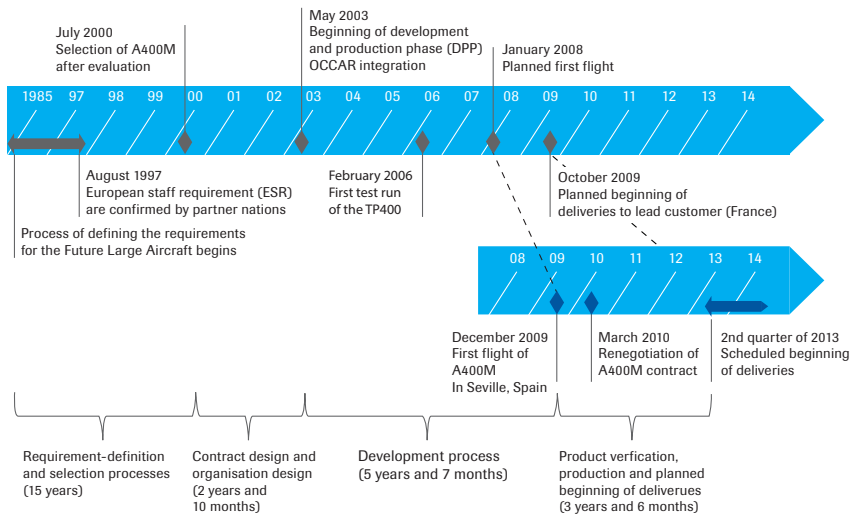 July 2000
Selection of A400M
after evaluation
May 2003
Beginning of development
and production phase (DPP)
OCCAR integration
January 2008
Planned first flight
1985 97 98 99 00 01 02 03 04 05 06 07 08 09 10 11 12 13 14
August 1997
European staff requirement (ESR)
are confirmed by partner nations
Process of defining the requirements
for the Future Large Aircraft begins
February 2006
First test run
of the TP400
October 2009
Planned beginning of
deliveries to lead customer (France)
08 09 10 11 12 13 14
December 2009
First flight of
A400M
In Seville, Spain
March 2010
Renegotiation of
A400M contract
2nd quarter of 2013
Scheduled beginning
of deliveries
Requirement-definition
and selection processes
(15 years)
Contract design and
organisation design
(2 years and
10 months)
Development process
(5 years and 7 months)
Product verfication,
production and planned
beginning of deliverues
(3 years and 6 months)